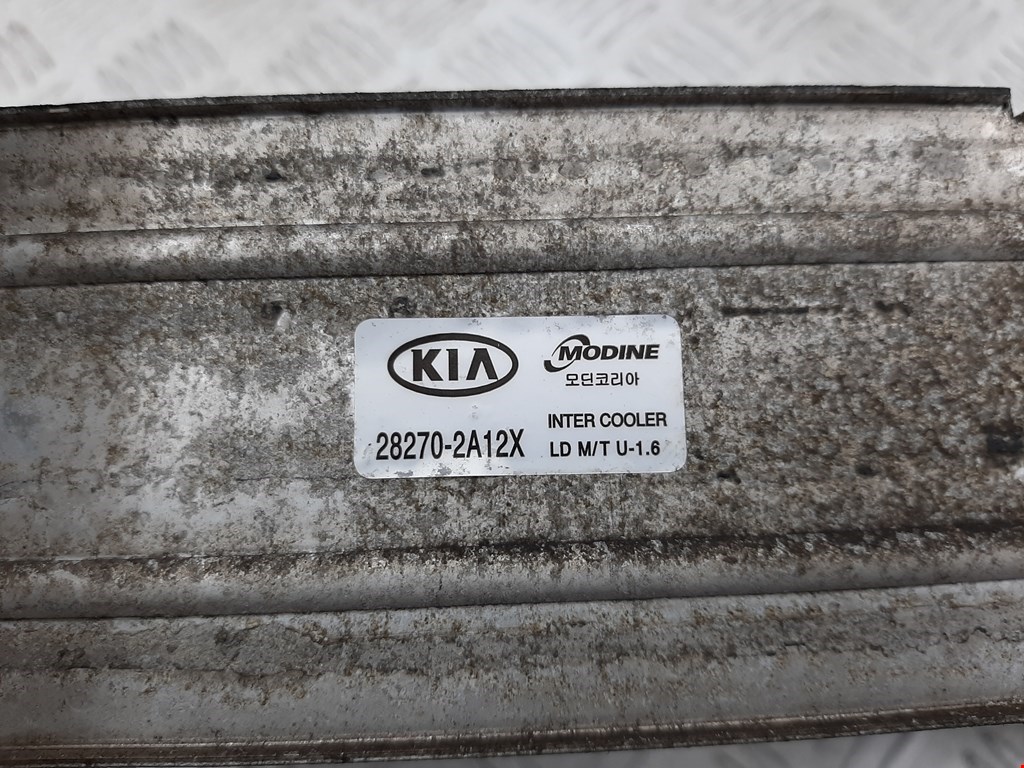 KIA
MODINE
모딘코리아
INTER COOLER
28270-2A12X
LD M/T U-1.6